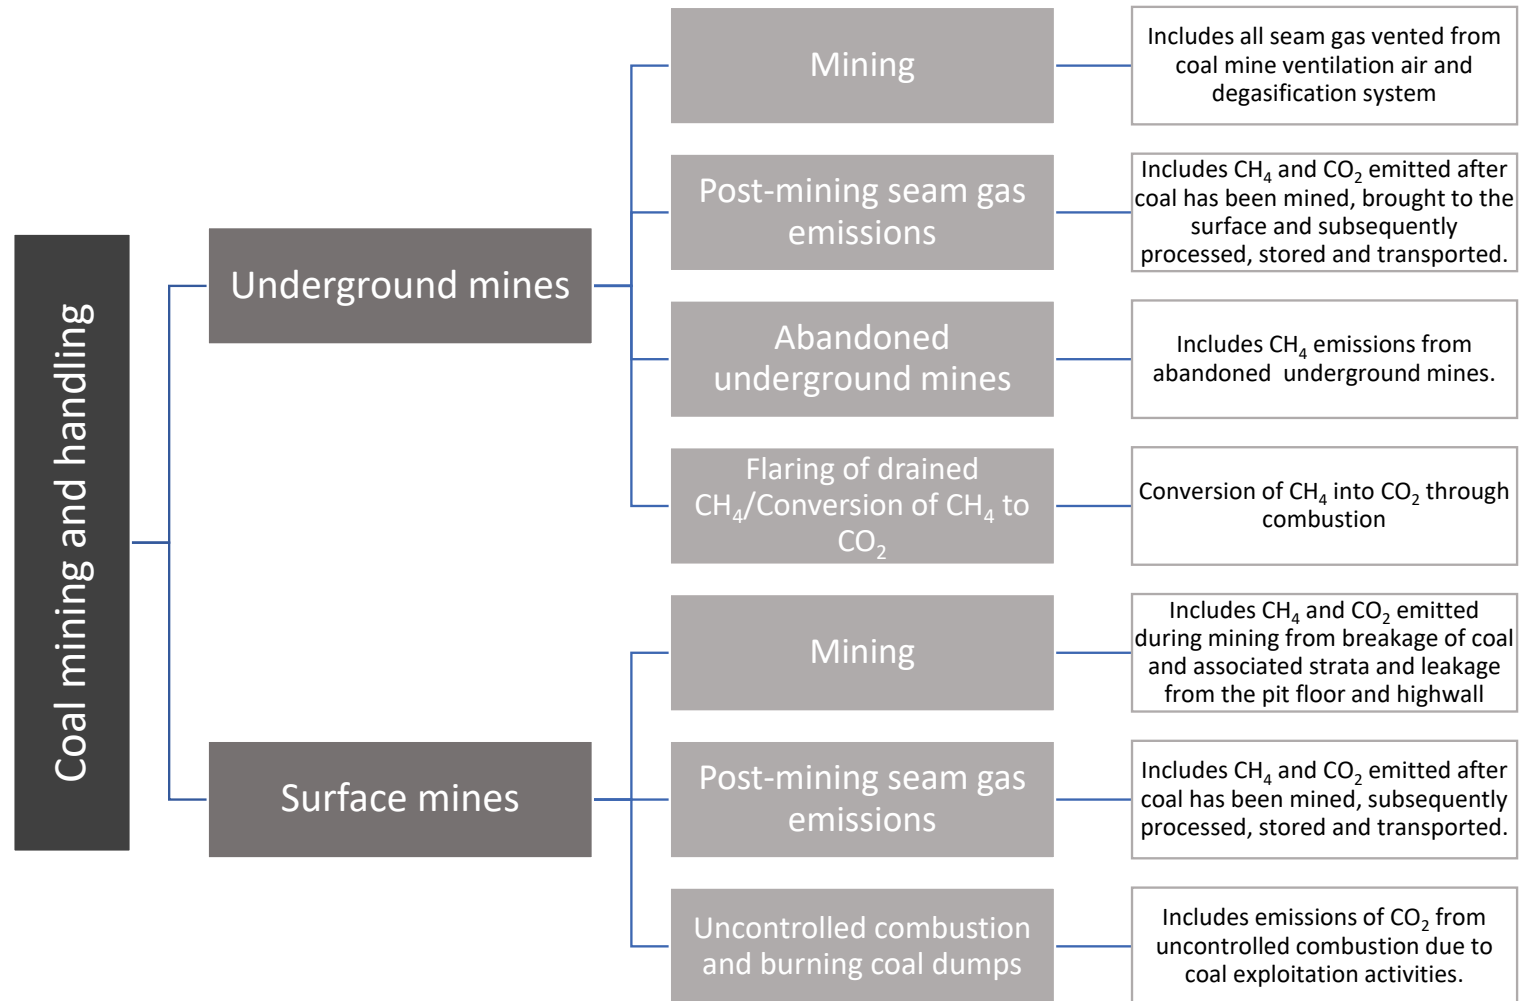 Coal mining and handling
Underground mines
Mining
Includes all seam gas vented from
coal mine ventilation air and
degasification system
Post-mining seam gas
emissions
Includes CH₄ and CO₂ emitted after
coal has been mined, brought to the
surface and subsequently
processed, stored and transported.
Abandoned
underground mines
Includes CH₄ emissions from
abandoned  underground mines.
Flaring of drained
CH₄/Conversion of CH₄ to
CO₂
Conversion of CH₄ into CO₂ through
combustion
Surface mines
Mining
Includes CH₄ and CO₂ emitted
during mining from breakage of coal
and associated strata and leakage
from the pit floor and highwall
Post-mining seam gas
emissions
Includes CH₄ and CO₂ emitted after
coal has been mined, subsequently
processed, stored and transported.
Uncontrolled combustion
and burning coal dumps
Includes emissions of CO₂ from
uncontrolled combustion due to
coal exploitation activities.